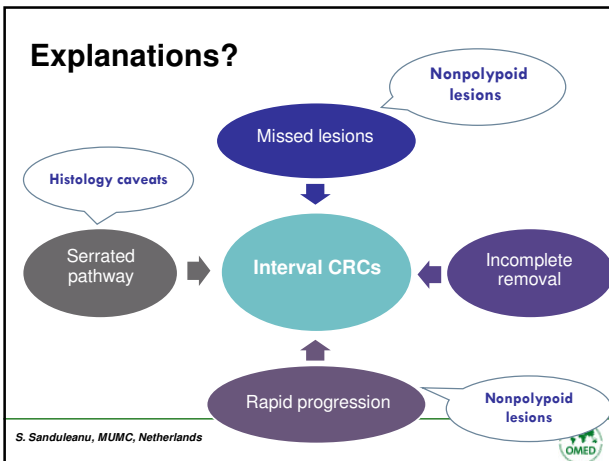 Explanations?
Nonpolypoid
lesions
Missed lesions
Histology caveats
Serrated
pathway
Interval CRCs
Incomplete
removal
Rapid progression
Nonpolypoid
lesions
S. Sanduleanu, MUMC, Netherlands
OMED